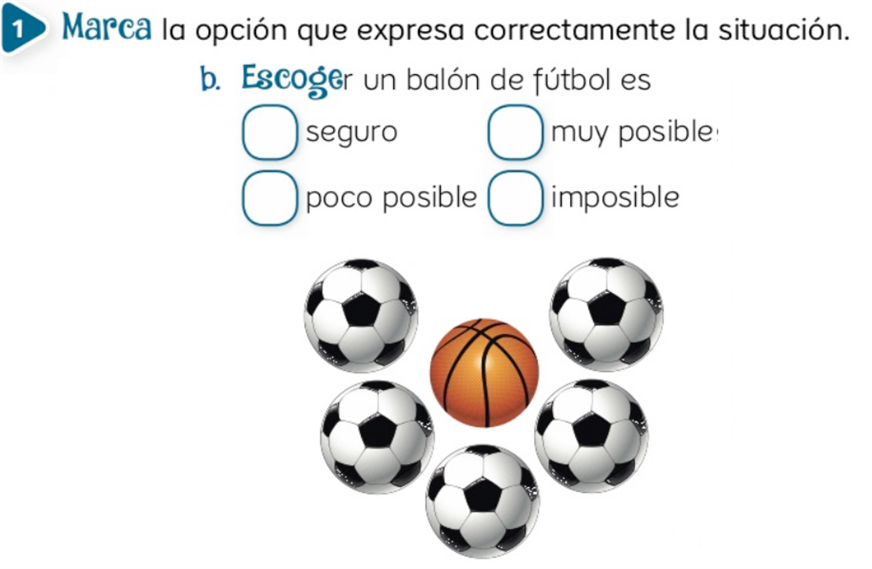 1 Marca la opción que expresa correctamente la situación.
b. Escoger un balón de fútbol es
seguro muy posible
poco posible imposible